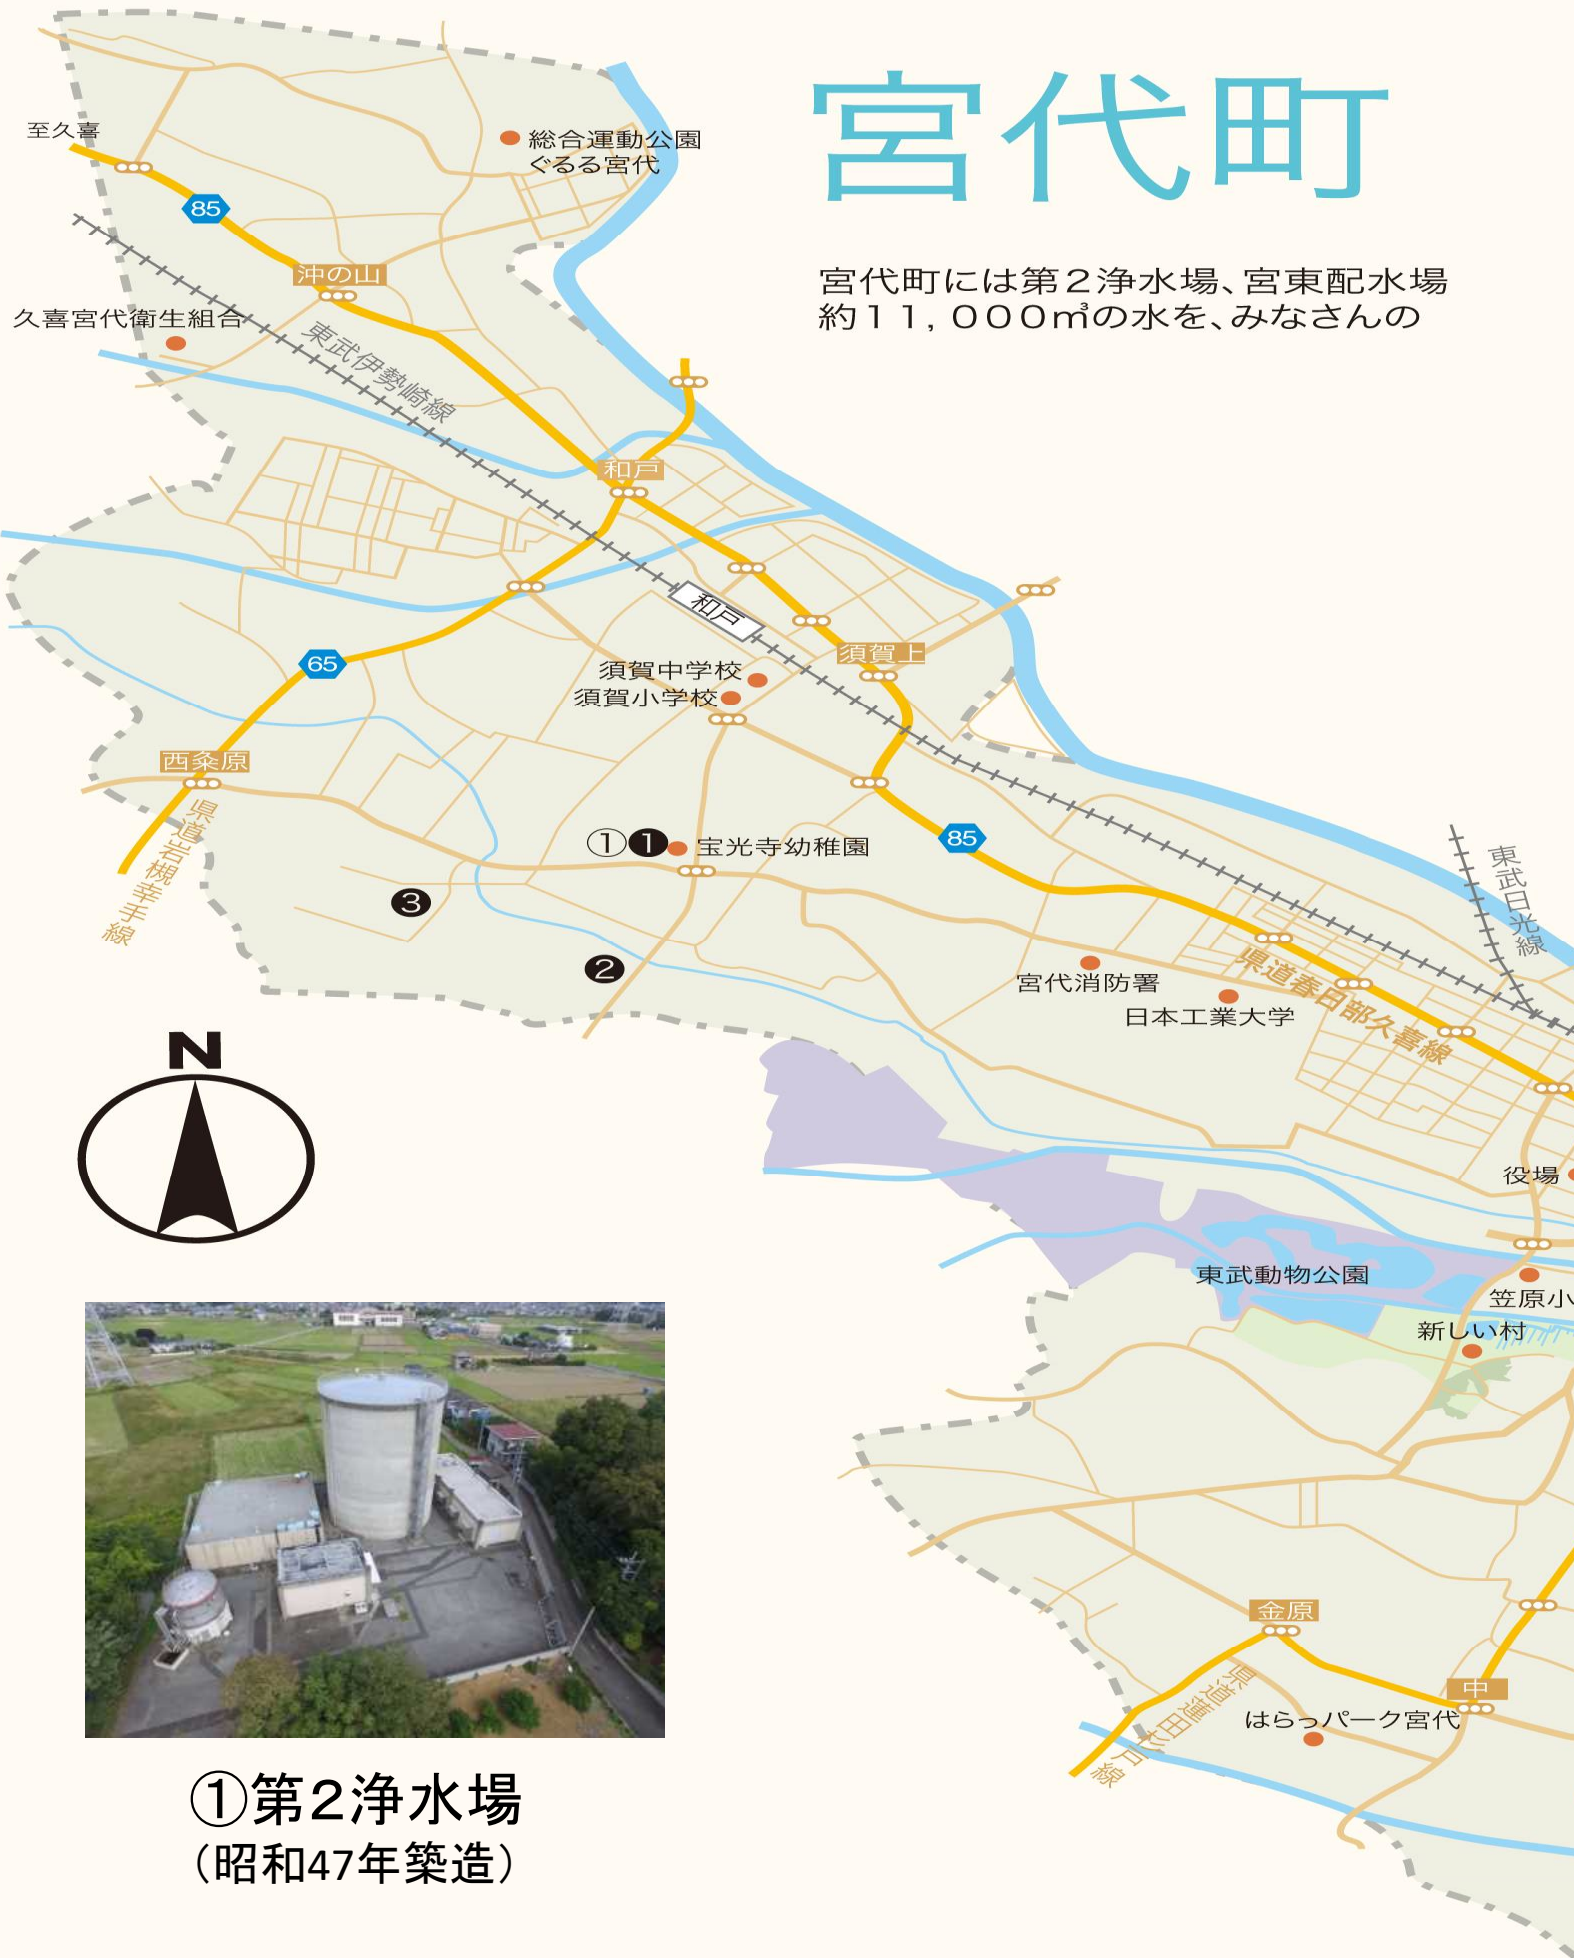 宮代町
宮代町には第２浄水場、宮東配水場
約１１，０００㎥の水を、みなさんの
至久喜
総合運動公園
ぐるる宮代
85
沖の山
久喜宮代衛生組合
東武伊勢崎線
和戸
和戸
須賀上
65
須賀中学校
須賀小学校
西粂原
県道岩槻幸手線
①❶
宝光寺幼稚園
85
東武日光線
❸
❷
宮代消防署
県道春日部久喜線
日本工業大学
N
役場
東武動物公園
笠原小
新しい村
金原
中
県道蓮田杉戸線
はらっパーク宮代
①第２浄水場
（昭和47年築造）